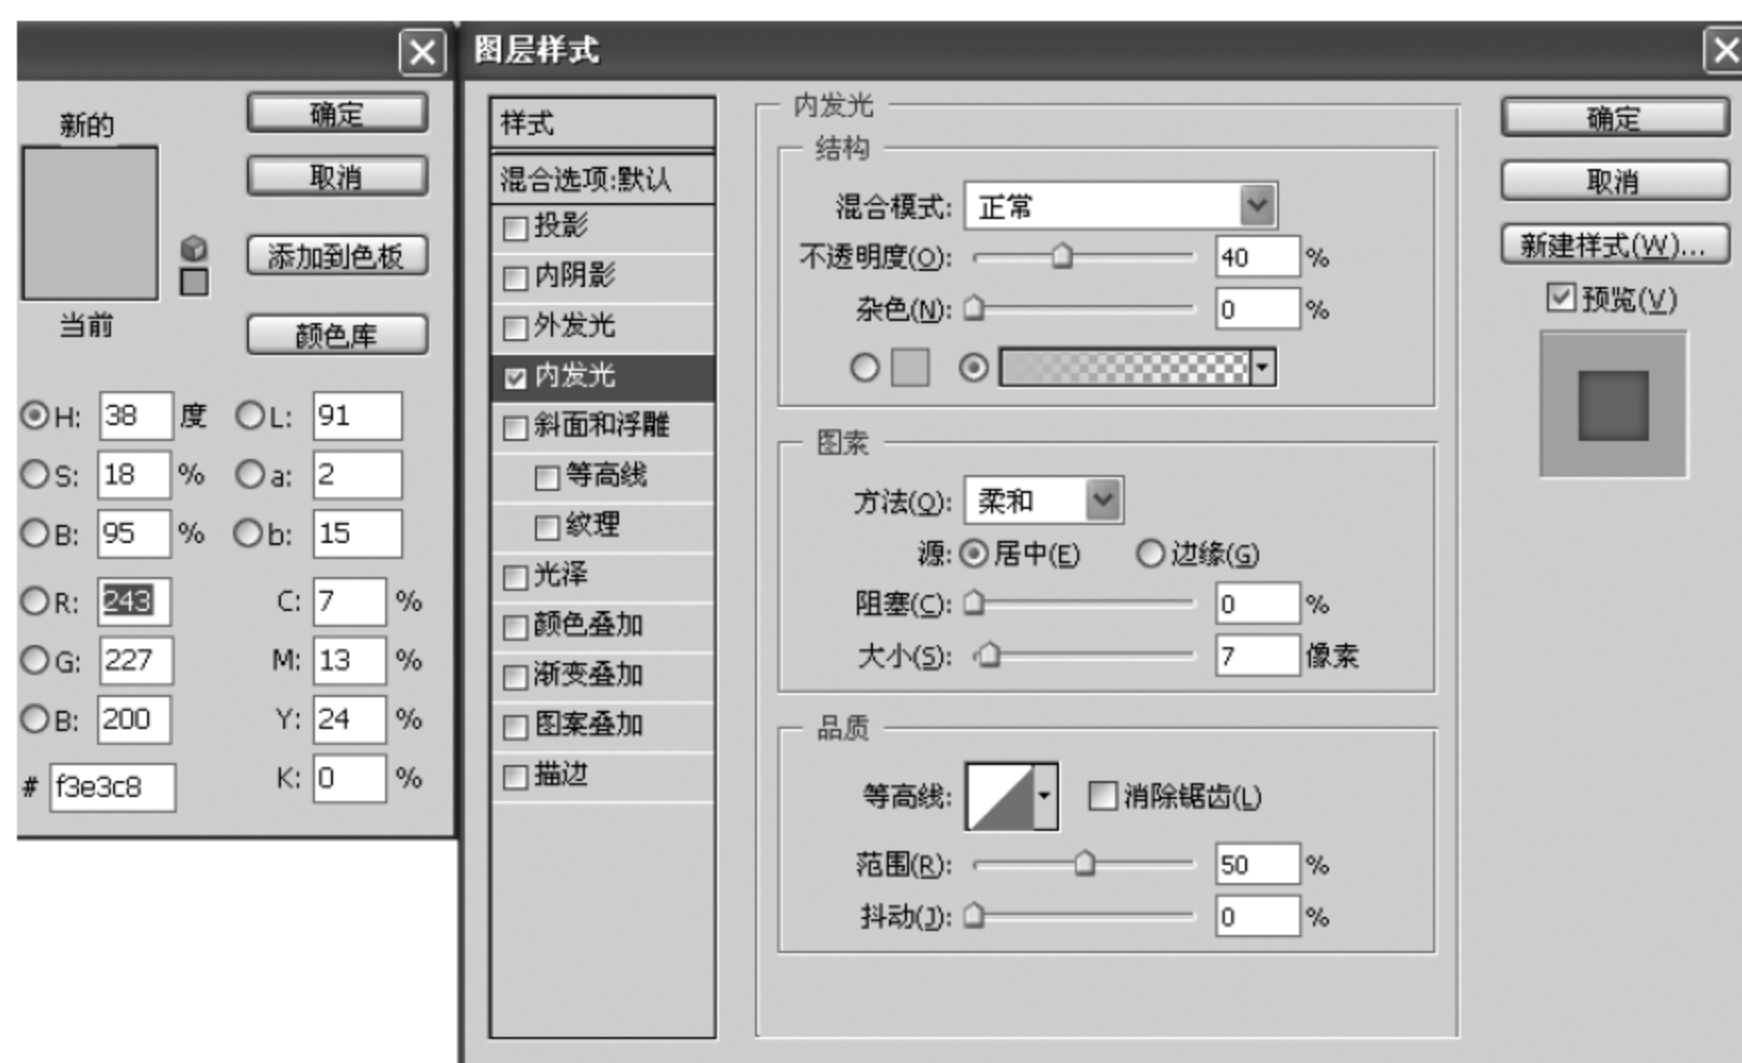 新的
确定
取消
添加到色板
当前
颜色库
H: 38 度 L: 91
S: 18 % a: 2
B: 95 % b: 15
R: 243 C: 7 %
G: 227 M: 13 %
B: 200 Y: 24 %
# f3e3c8 K: 0 %
图层样式
样式
混合选项:默认
投影
内阴影
外发光
内发光
斜面和浮雕
等高线
纹理
光泽
颜色叠加
渐变叠加
图案叠加
描边
内发光
结构
混合模式: 正常
不透明度(O): 40 %
杂色(N): 0 %
图素
方法(Q): 柔和
源: 居中(E) 边缘(G)
阻塞(C): 0 %
大小(S): 7 像素
品质
等高线: 消除锯齿(L)
范围(R): 50 %
抖动(J): 0 %
确定
取消
新建样式(W)...
预览(V)